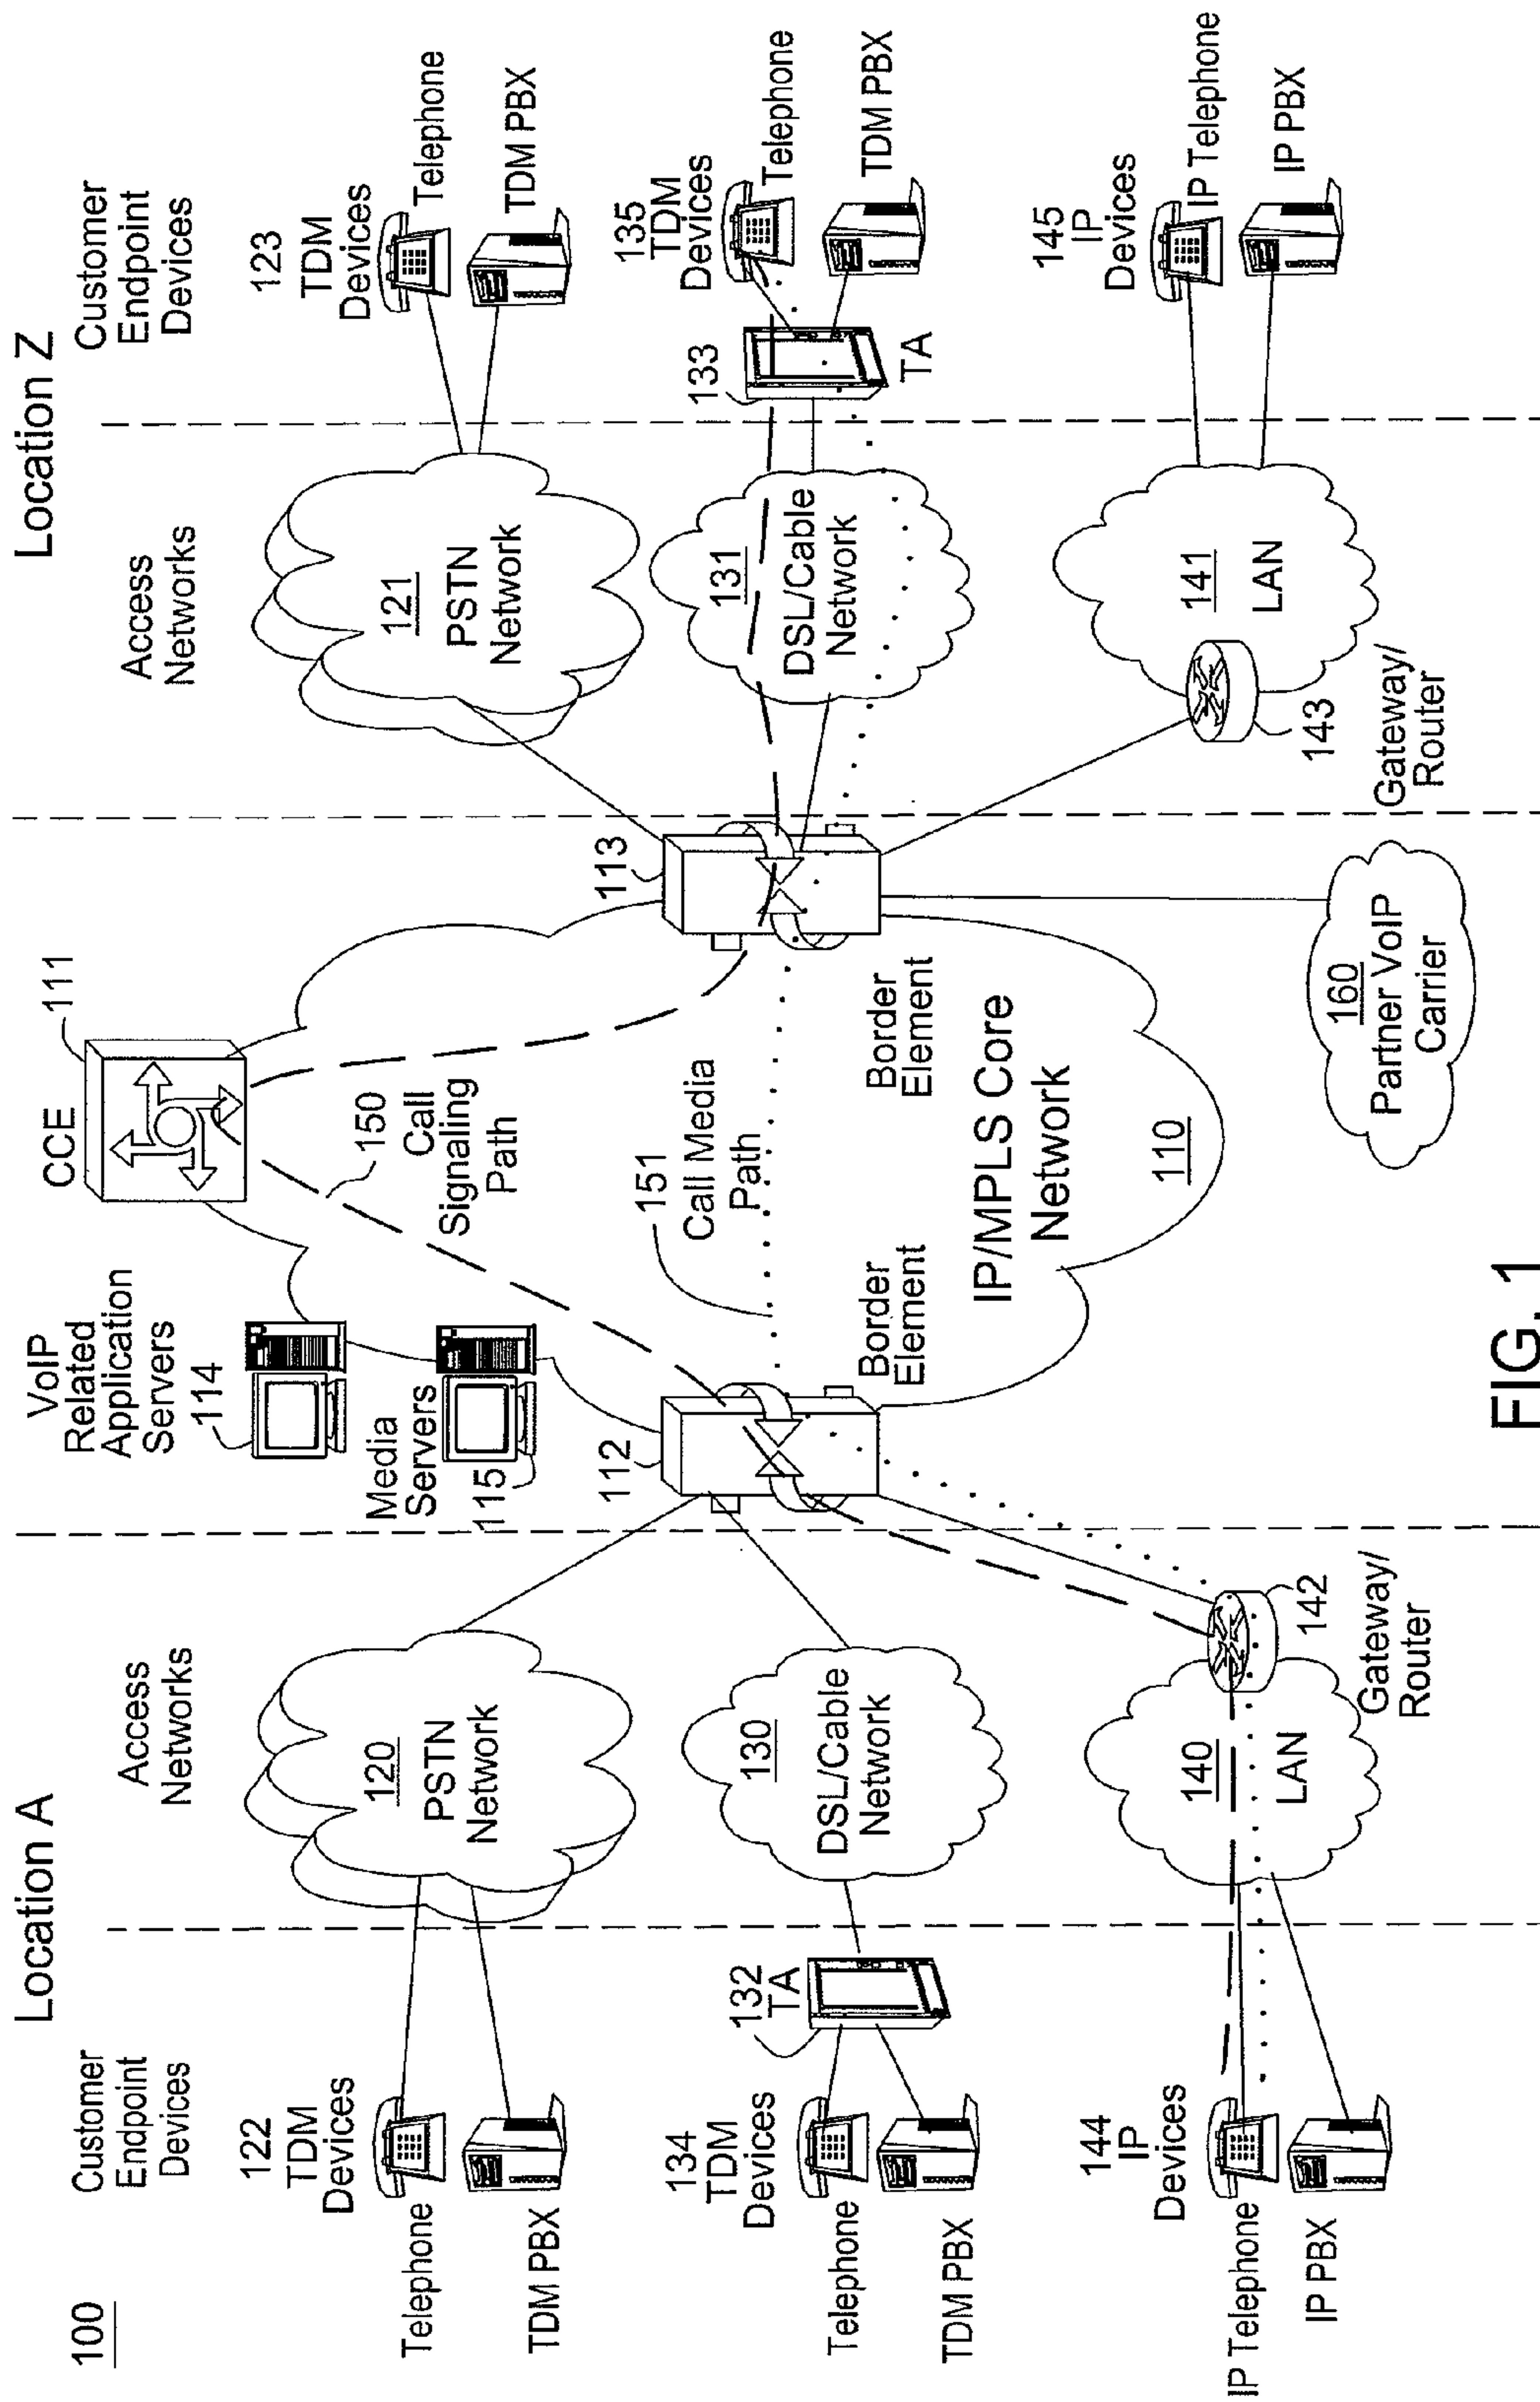 100
Location A
Location Z
Customer
Endpoint
Devices
Access
Networks
VoIP
Related
Application
Servers
114
CCE
111
Access
Networks
Customer
Endpoint
Devices
122
TDM
Devices
Telephone
TDM PBX
120
PSTN
Network
Media
Servers
115
150
Call
Signaling
Path
121
PSTN
Network
123
TDM
Devices
Telephone
TDM PBX
134
TDM
Devices
Telephone
TDM PBX
132
TA
130
DSL/Cable
Network
112
Border
Element
151
Call Media
Path
113
Border
Element
131
DSL/Cable
Network
133
TA
135
TDM
Devices
Telephone
TDM PBX
IP/MPLS Core
Network
110
144
IP
Devices
IP Telephone
IP PBX
140
LAN
142
Gateway/
Router
160
Partner VoIP
Carrier
141
LAN
143
Gateway/
Router
145
IP
Devices
IP Telephone
IP PBX
FIG. 1